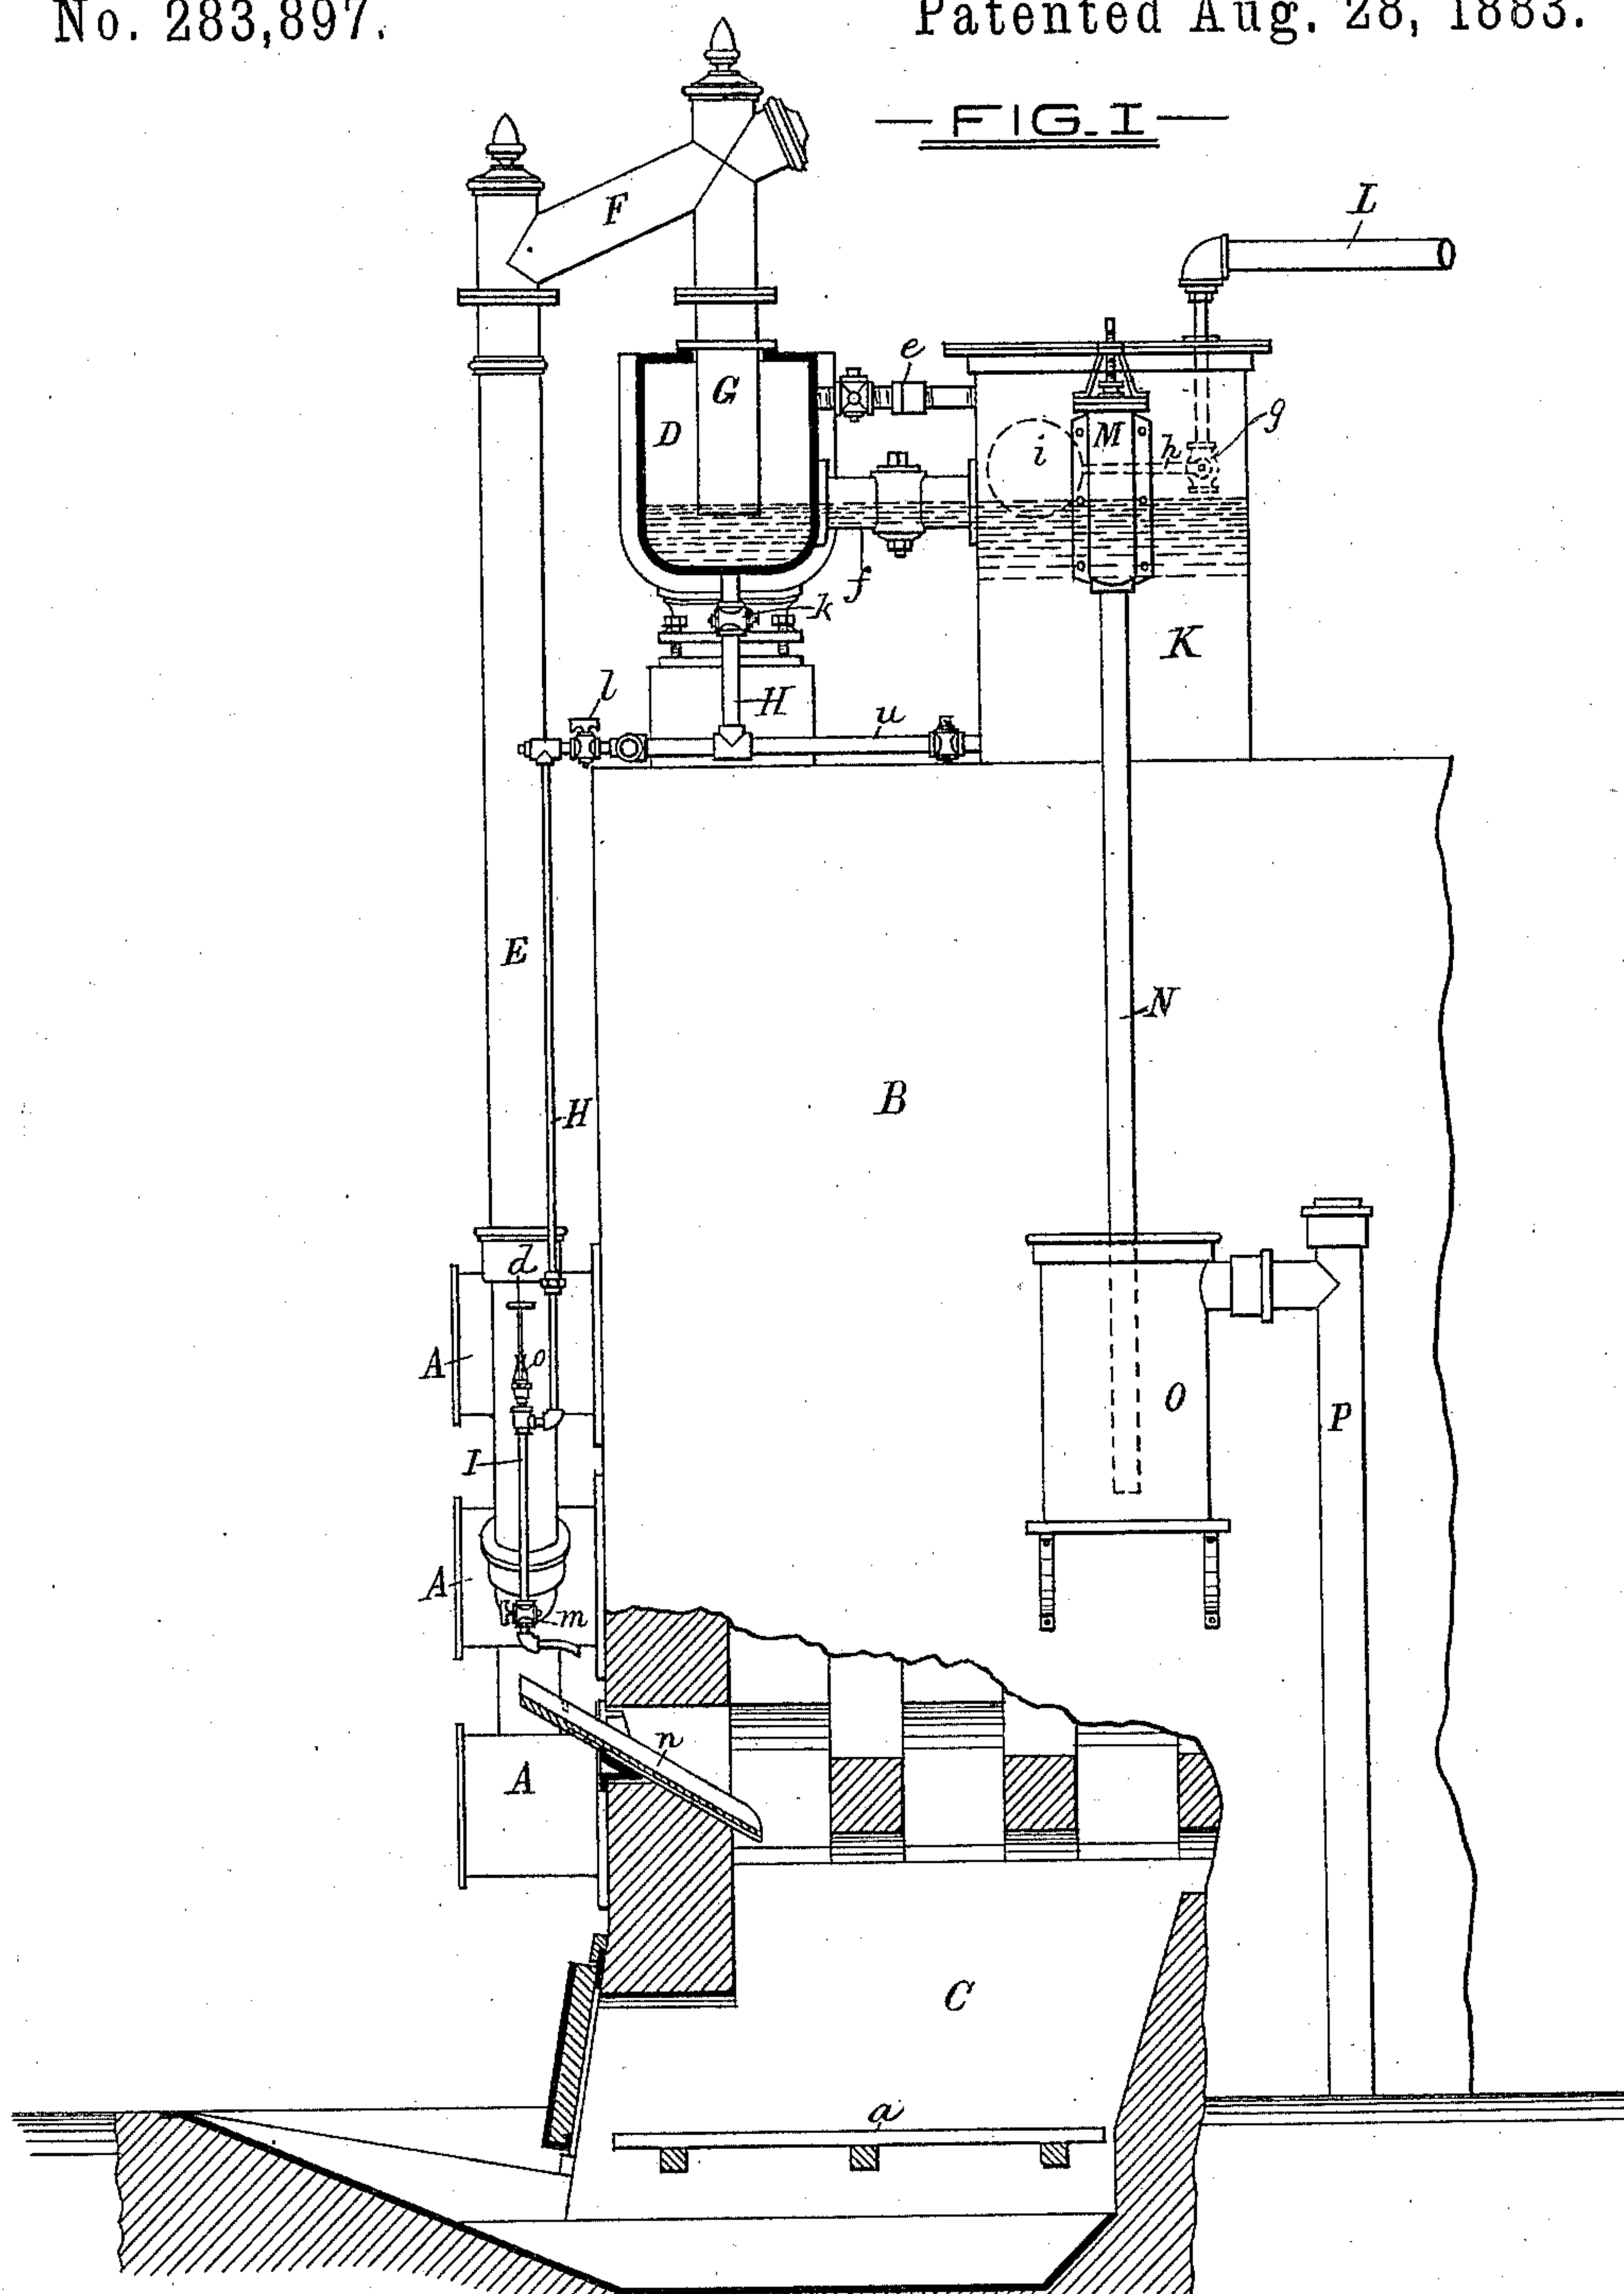 No. 283,897.
Patented Aug. 28, 1883.
FIG. I
L
F
e
G
D
i
M
h
g
f
k
K
l
H
u
E
N
B
H
d
A
o
O
P
I
A
m
n
A
C
a